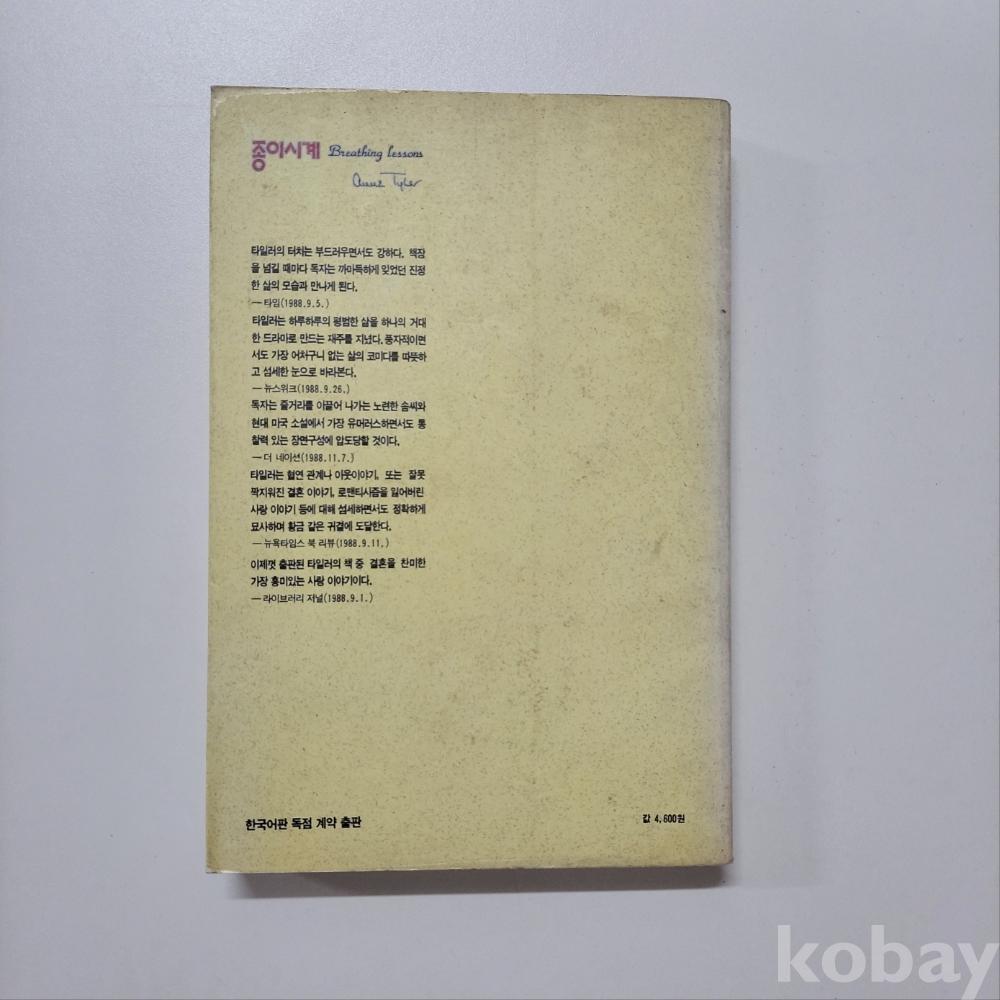 종이시계 Breathing lessons
Anne Tyler
타일러의 터치는 부드러우면서도 강하다. 책장
을 넘길 때마다 독자는 까마득하게 잊었던 진정
한 삶의 모습과 만나게 된다.
— 타임(1988.9.5.)
타일러는 하루하루의 평범한 삶을 하나의 거대
한 드라마로 만드는 재주를 지녔다. 풍자적이면
서도 가장 어처구니 없는 삶의 코미디를 따뜻하
고 섬세한 눈으로 바라본다.
— 뉴스위크(1988.9.26.)
독자는 줄거리를 이끌어 나가는 노련한 솜씨와
현대 미국 소설에서 가장 유머러스하면서도 통
찰력 있는 장면구성에 압도당할 것이다.
— 더 네이션(1988.11.7.)
타일러는 혈연 관계나 이웃이야기, 또는 잘못
짝지워진 결혼 이야기, 로맨티시즘을 잃어버린
사랑 이야기 등에 대해 섬세하면서도 정확하게
묘사하며 황금 같은 귀결에 도달한다.
— 뉴욕타임스 북 리뷰(1988.9.11.)
이제껏 출판된 타일러의 책 중 결혼을 찬미한
가장 흥미있는 사랑 이야기이다.
— 라이브러리 저널(1988.9.1.)
한국어판 독점 계약 출판
값 4,600원
kobay